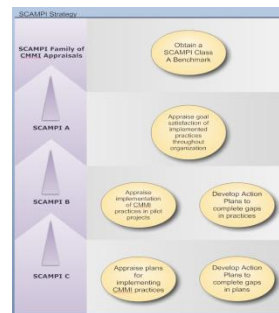 SCAMPI Strategy
SCAMPI Family of
CMMI Appraisals
Obtain a
SCAMPI Class
A Benchmark
SCAMPI A
Appraise goal
satisfaction of
implemented
practices
throughout
organization
SCAMPI B
Appraise
implementation
of CMMI
practices in pilot
projects
Develop Action
Plans to
complete gaps
in practices
SCAMPI C
Appraise plans
for
implementing
CMMI practices
Develop Action
Plans to
complete gaps
in plans